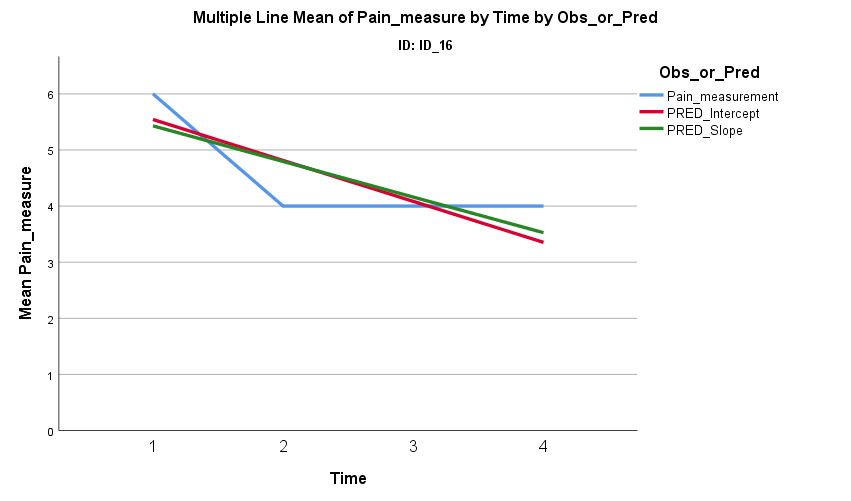 Multiple Line Mean of Pain_measure by Time by Obs_or_Pred
ID: ID_16
Obs_or_Pred
Pain_measurement
PRED_Intercept
PRED_Slope
Mean Pain_measure
6
5
4
3
2
1
0
1 2 3 4
Time